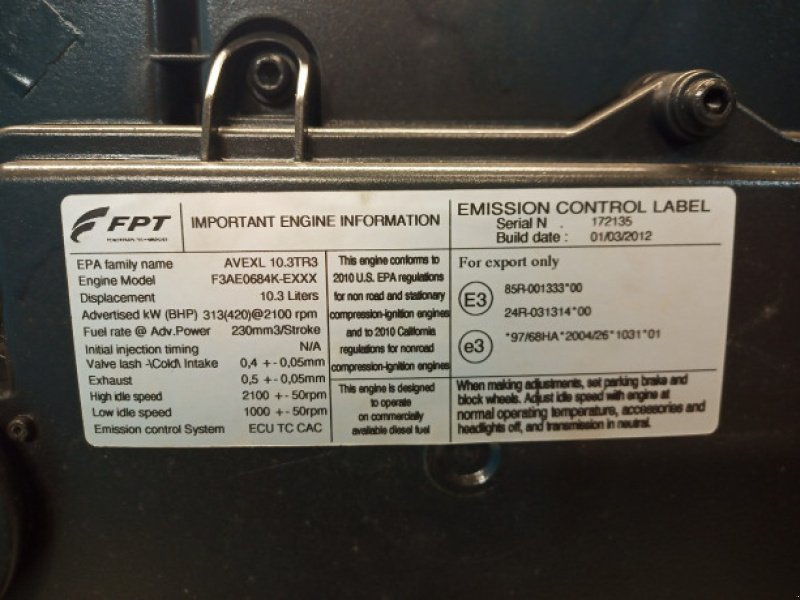 FPT
IMPORTANT ENGINE INFORMATION
EPA family name AVEXL 10.3TR3
Engine Model F3AE0684K-EXXX
Displacement 10.3 Liters
Advertised kW (BHP) 313(420)@2100 rpm
Fuel rate @ Adv.Power 230mm3/Stroke
Initial injection timing N/A
Valve lash -\Cold\ Intake 0,4 +-0,05mm
Exhaust 0,5 +-0,05mm
High idle speed 2100 +-50rpm
Low idle speed 1000 +-50rpm
Emission control System ECU TC CAC
This engine conforms to
2010 U.S. EPA regulations
for non road and stationary
compression-ignition engines
and to 2010 California
regulations for nonroad
compression-ignition engines
This engine is designed
to operate
on commercially
available diesel fuel
EMISSION CONTROL LABEL
Serial N . 172135
Build date : 01/03/2012
For export only
E3 85R-001333*00
24R-031314*00
e3 *97/68HA*2004/26*1031*01
When making adjustments, set parking brake and
block wheels. Adjust idle speed with engine at
normal operating temperature, accessories and
headlights off, and transmission in neutral.